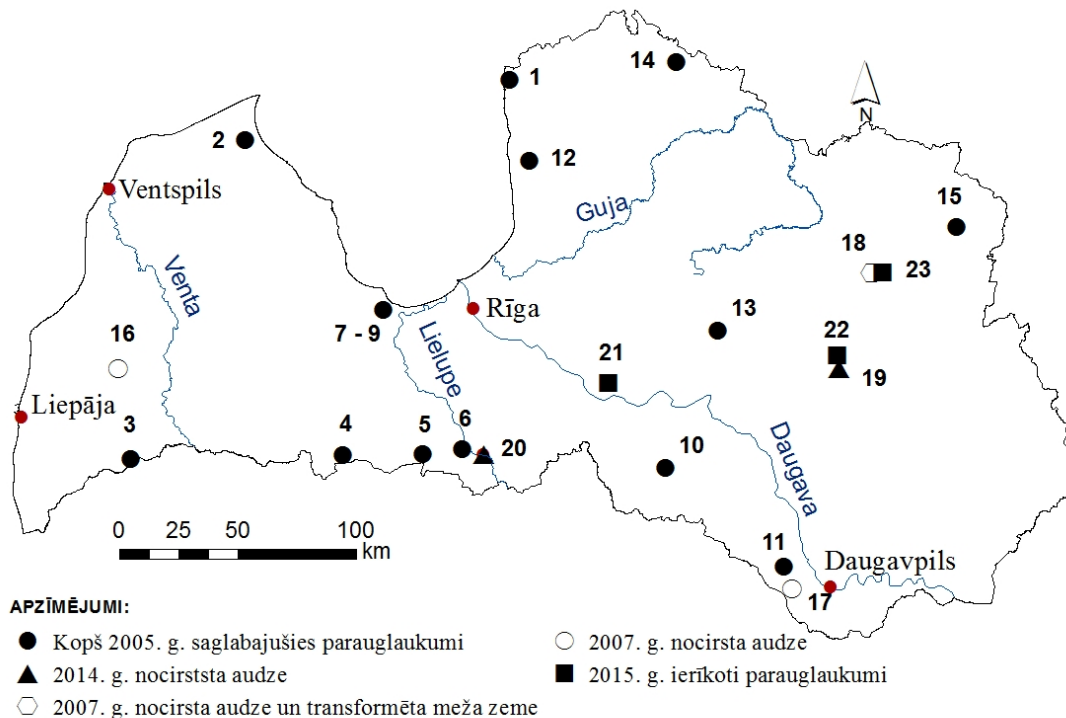 14
1
N
2
12
Ventspils
15
Guja
18
23
Venta
Rīga
13
7 - 9
16
Lielupe
22
21
19
Liepāja
3
4
5
6
20
10
Daugava
0 25 50 100
km
11
Daugavpils
17
APZĪMĒJUMI:
Kopš 2005. g. saglabajušies parauglaukumi
2007. g. nocirsta audze
2014. g. nocirststa audze
2015. g. ierīkoti parauglaukumi
2007. g. nocirsta audze un transformēta meža zeme